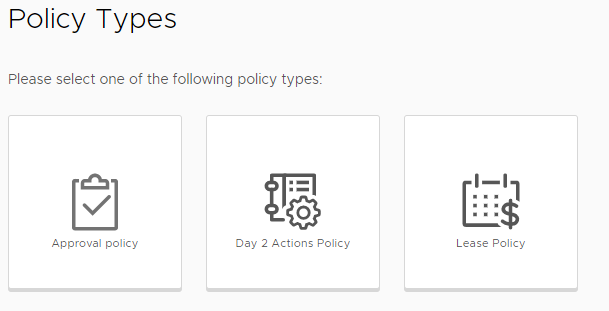 Policy Types
Please select one of the following policy types:
Approval policy
Day 2 Actions Policy
Lease Policy